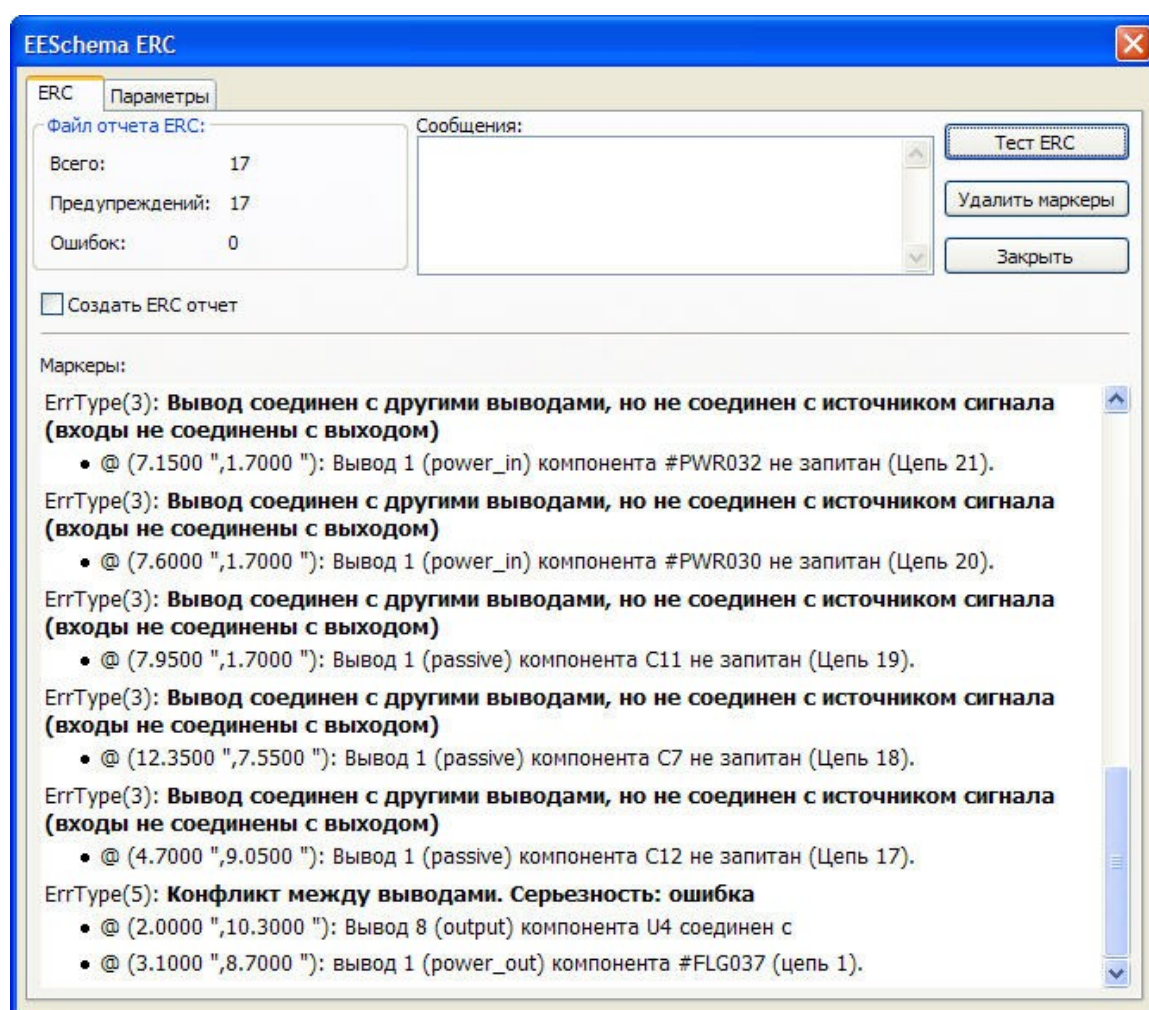 EESchema ERC
ERC
Параметры
Файл отчета ERC:
Всего: 17
Предупреждений: 17
Ошибок: 0
Сообщения:
Тест ERC
Удалить маркеры
Закрыть
Создать ERC отчет
Маркеры:
ErrType(3): Вывод соединен с другими выводами, но не соединен с источником сигнала
(входы не соединены с выходом)
• @ (7.1500 ",1.7000 "): Вывод 1 (power_in) компонента #PWR032 не запитан (Цепь 21).
ErrType(3): Вывод соединен с другими выводами, но не соединен с источником сигнала
(входы не соединены с выходом)
• @ (7.6000 ",1.7000 "): Вывод 1 (power_in) компонента #PWR030 не запитан (Цепь 20).
ErrType(3): Вывод соединен с другими выводами, но не соединен с источником сигнала
(входы не соединены с выходом)
• @ (7.9500 ",1.7000 "): Вывод 1 (passive) компонента C11 не запитан (Цепь 19).
ErrType(3): Вывод соединен с другими выводами, но не соединен с источником сигнала
(входы не соединены с выходом)
• @ (12.3500 ",7.5500 "): Вывод 1 (passive) компонента C7 не запитан (Цепь 18).
ErrType(3): Вывод соединен с другими выводами, но не соединен с источником сигнала
(входы не соединены с выходом)
• @ (4.7000 ",9.0500 "): Вывод 1 (passive) компонента C12 не запитан (Цепь 17).
ErrType(5): Конфликт между выводами. Серьезность: ошибка
• @ (2.0000 ",10.3000 "): Вывод 8 (output) компонента U4 соединен с
• @ (3.1000 ",8.7000 "): вывод 1 (power_out) компонента #FLG037 (цепь 1).